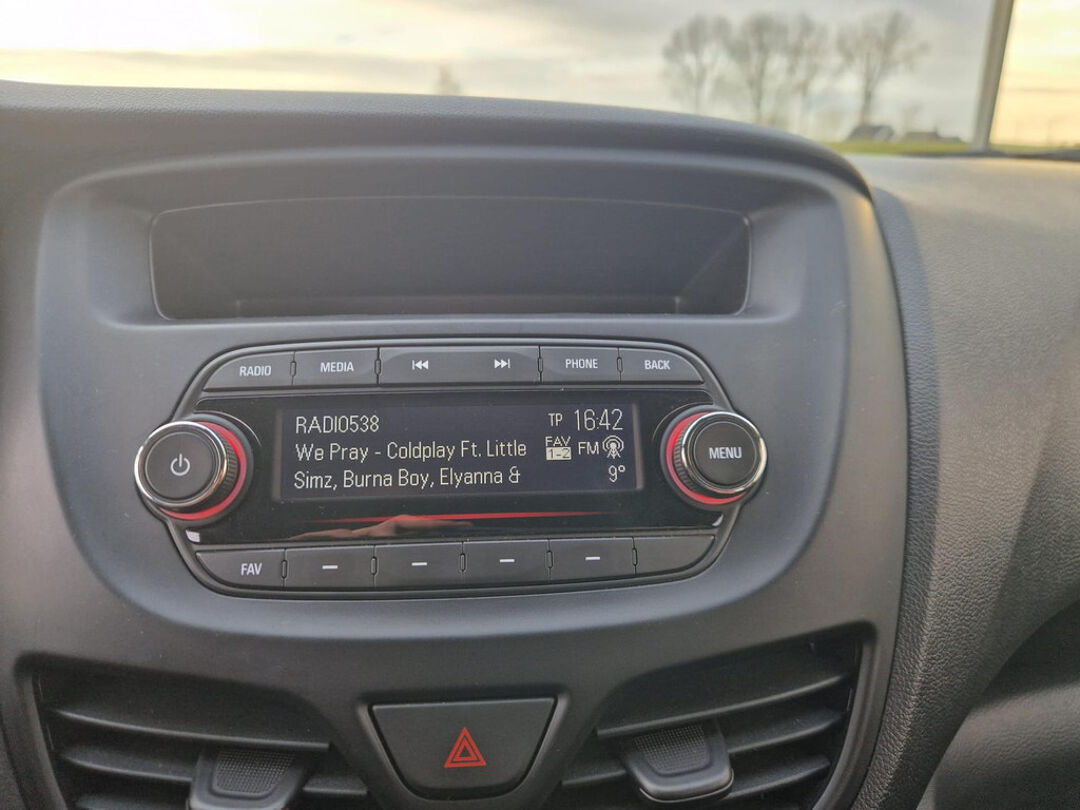 RADIO
MEDIA
PHONE
BACK
RADIO538
TP 16:42
We Pray - Coldplay Ft. Little
FAV
1-2
FM
Simz, Burna Boy, Elyanna &
9°
MENU
FAV